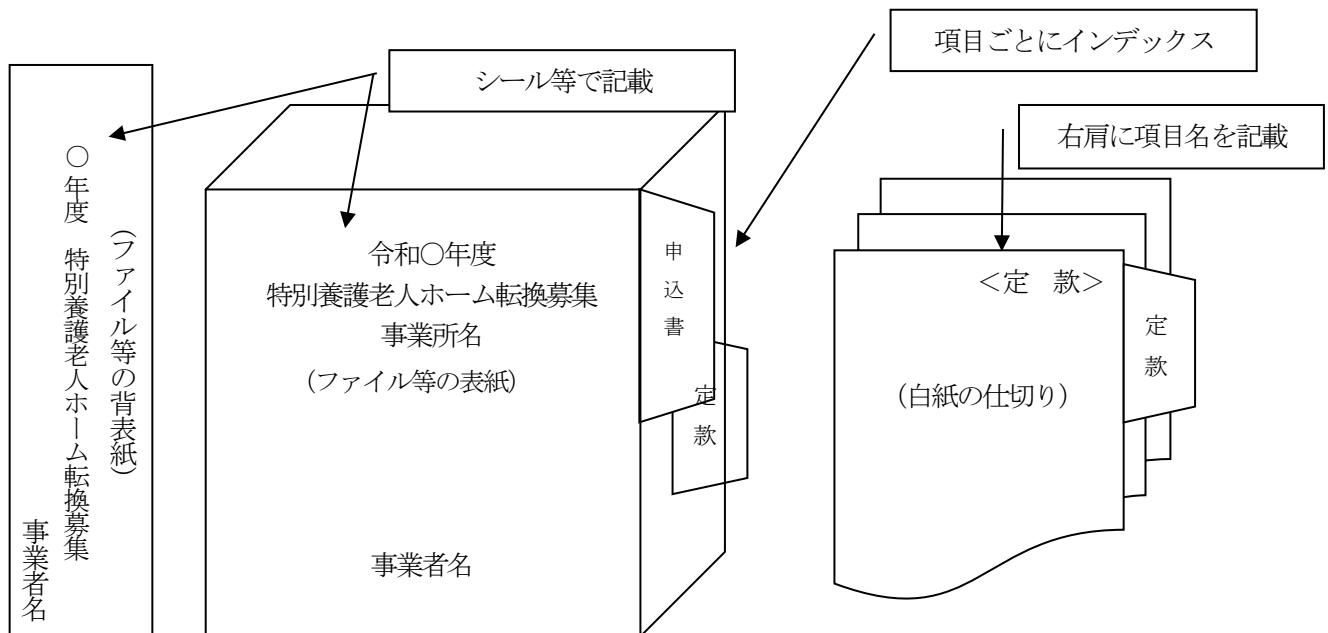 項目ごとにインデックス
シール等で記載
右肩に項目名を記載
（ファイル等の背表紙）
○年度　特別養護老人ホーム転換募集
事業者名
令和○年度
特別養護老人ホーム転換募集
事業所名
（ファイル等の表紙）
事業者名
申込書
定款
＜定　款＞
（白紙の仕切り）
定款